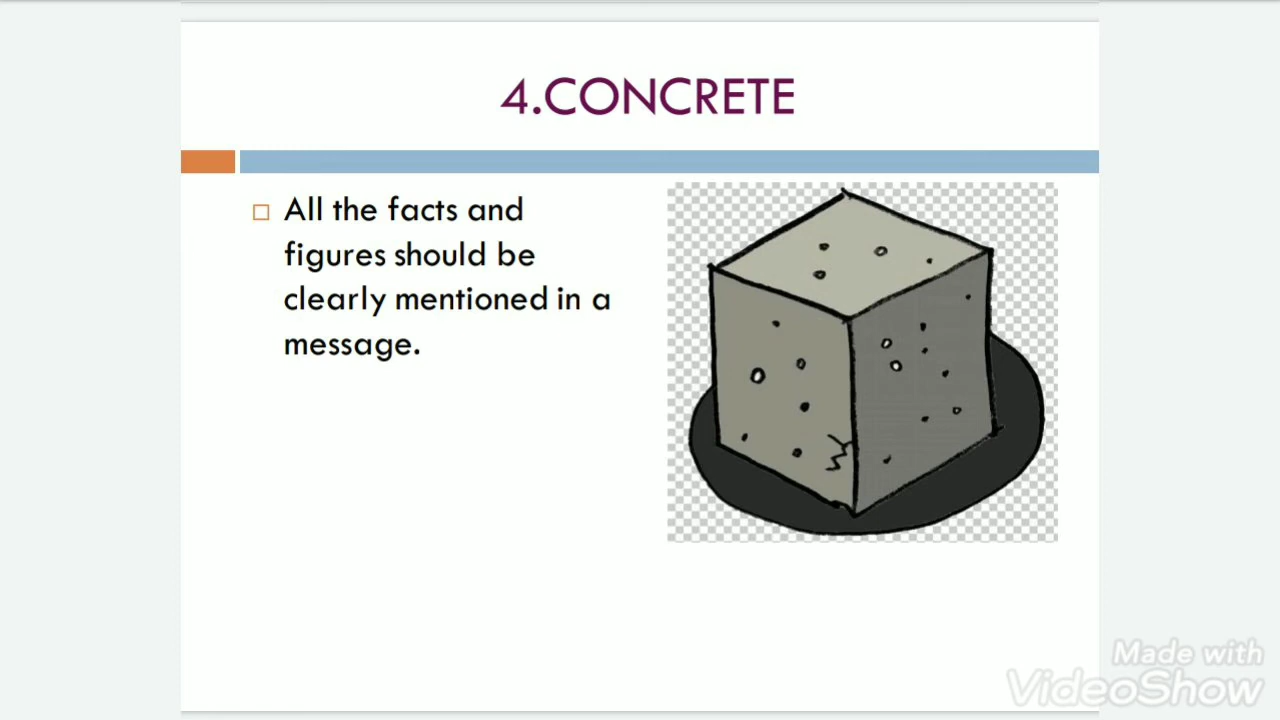 4.CONCRETE
All the facts and
figures should be
clearly mentioned in a
message.
Made with
VideoShow